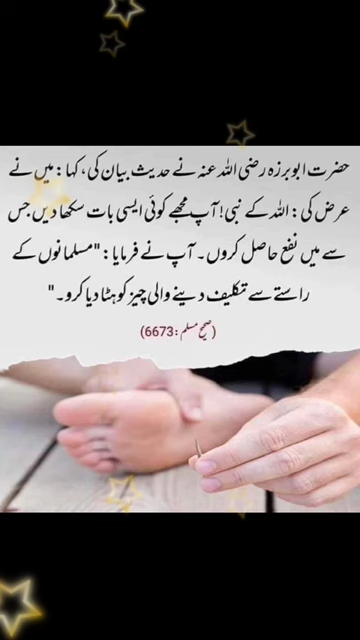 حضرت ابوبرزہ رضی اللہ عنہ نے حدیث بیان کی، کہا: میں نے
عرض کی: اللہ کے نبی! آپ مجھے کوئی ایسی بات سکھا دیں جس
سے میں نفع حاصل کروں۔ آپ نے فرمایا: "مسلمانوں کے
راستے سے تکلیف دینے والی چیز کو ہٹا دیا کرو۔"
(صحیح مسلم: 6673)